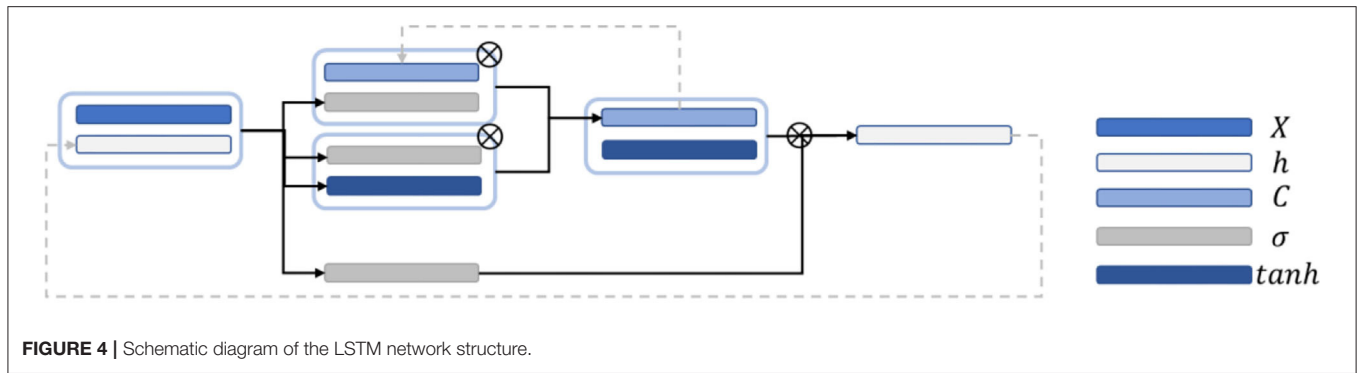 X
h
C
σ
tanh
FIGURE 4 | Schematic diagram of the LSTM network structure.